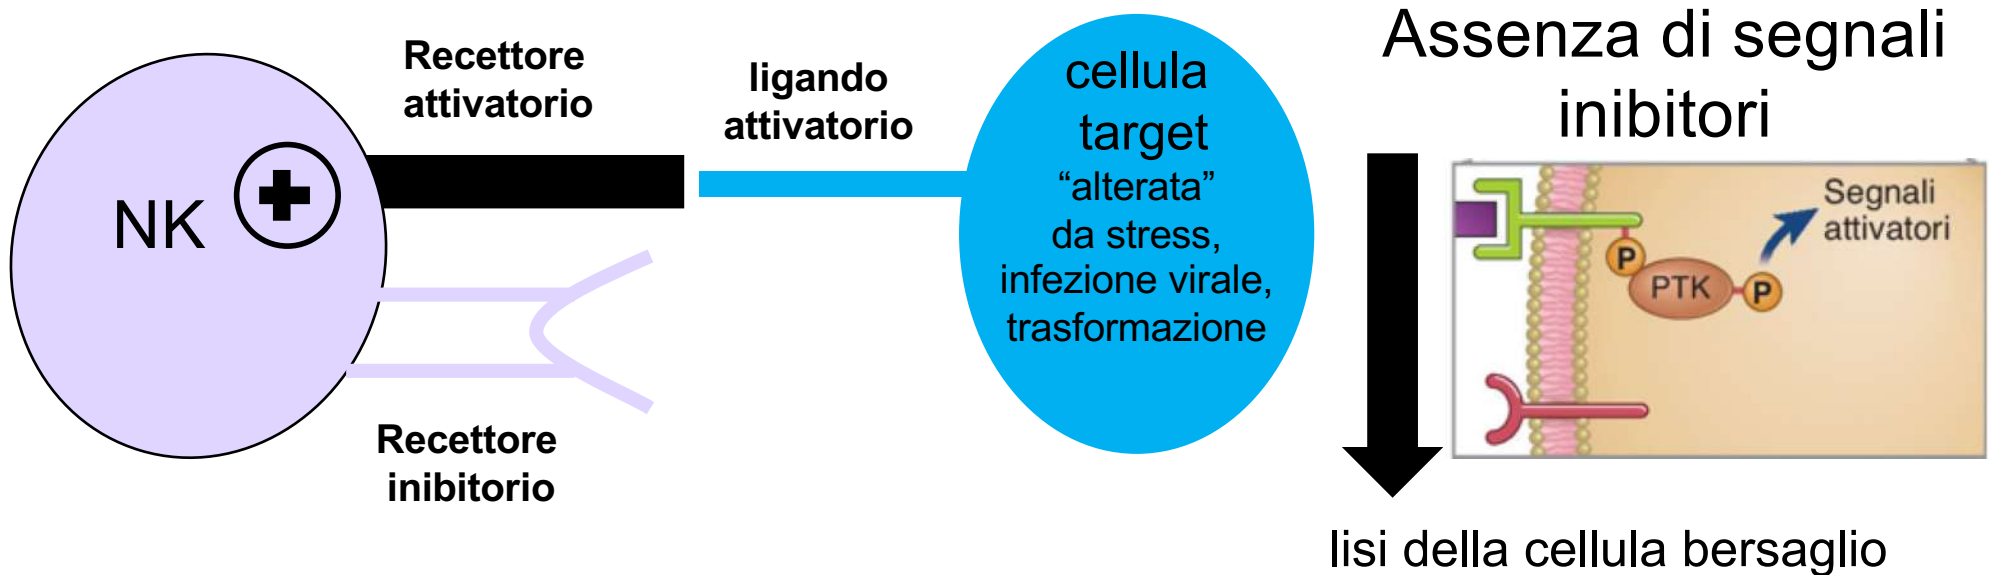 Recettore
attivatorio
ligando
attivatorio
NK
Recettore
inibitorio
cellula
target
“alterata”
da stress,
infezione virale,
trasformazione
Assenza di segnali
inibitori
Segnali
attivatori
P
PTK
P
lisi della cellula bersaglio